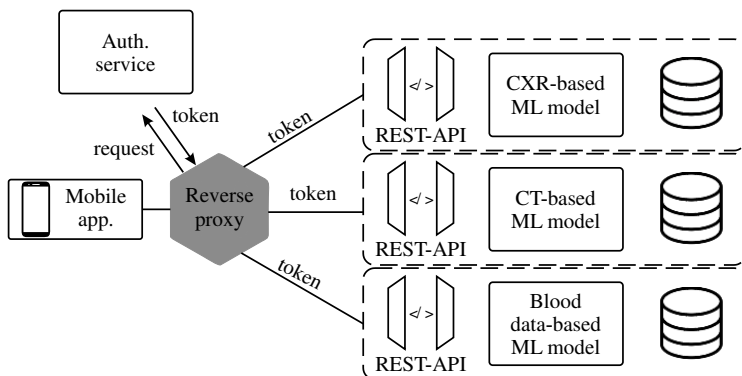 Auth.
service
token
request
Mobile
app.
Reverse
proxy
token
token
token
</>
REST-API
CXR-based
ML model
</>
REST-API
CT-based
ML model
</>
REST-API
Blood
data-based
ML model